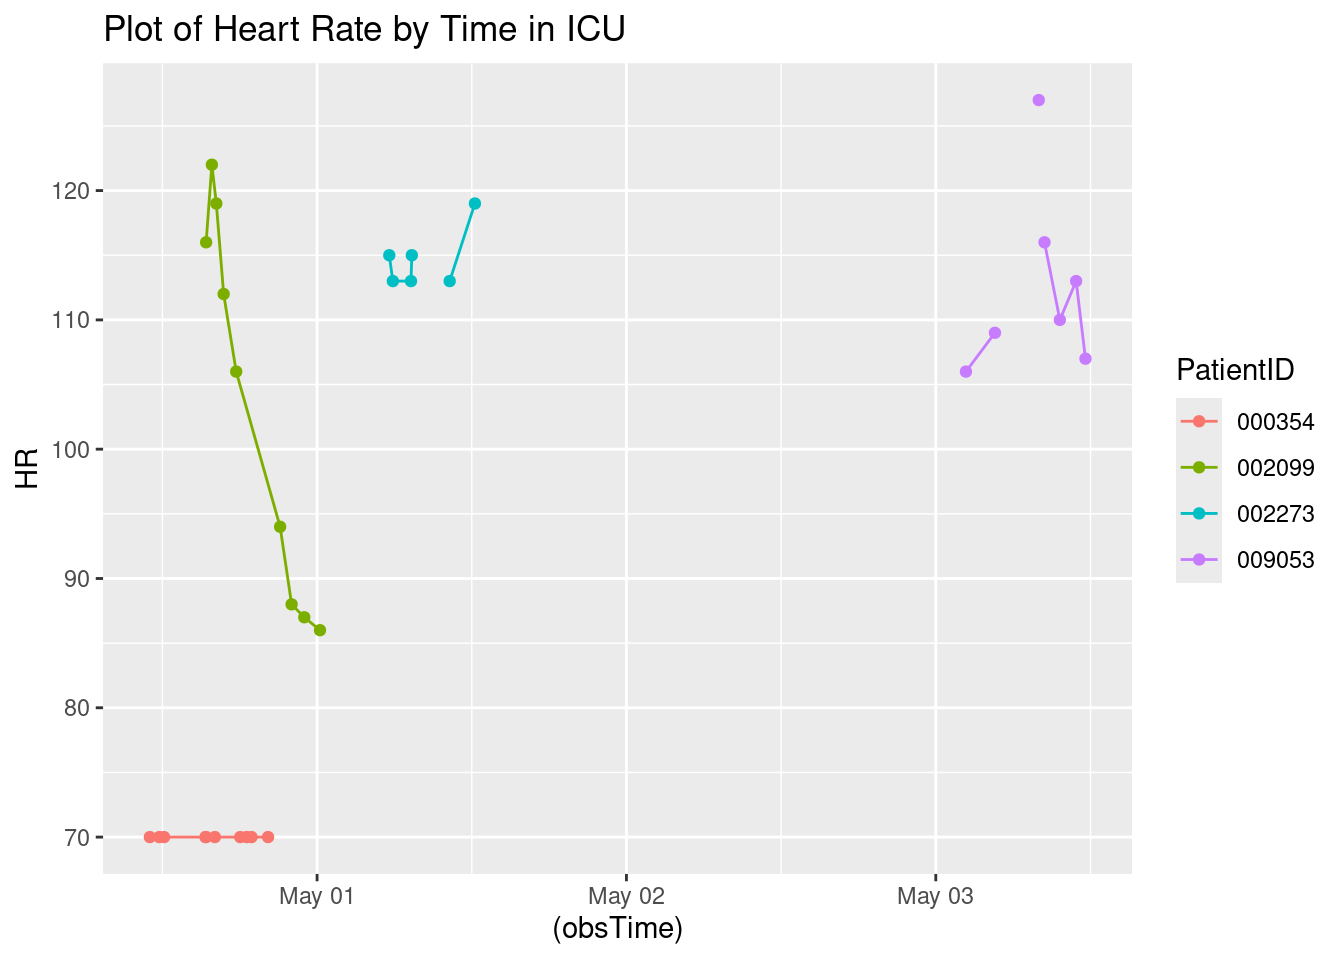 Plot of Heart Rate by Time in ICU
120
110
100
90
80
70
HR
May 01
May 02
May 03
(obsTime)
PatientID
000354
002099
002273
009053